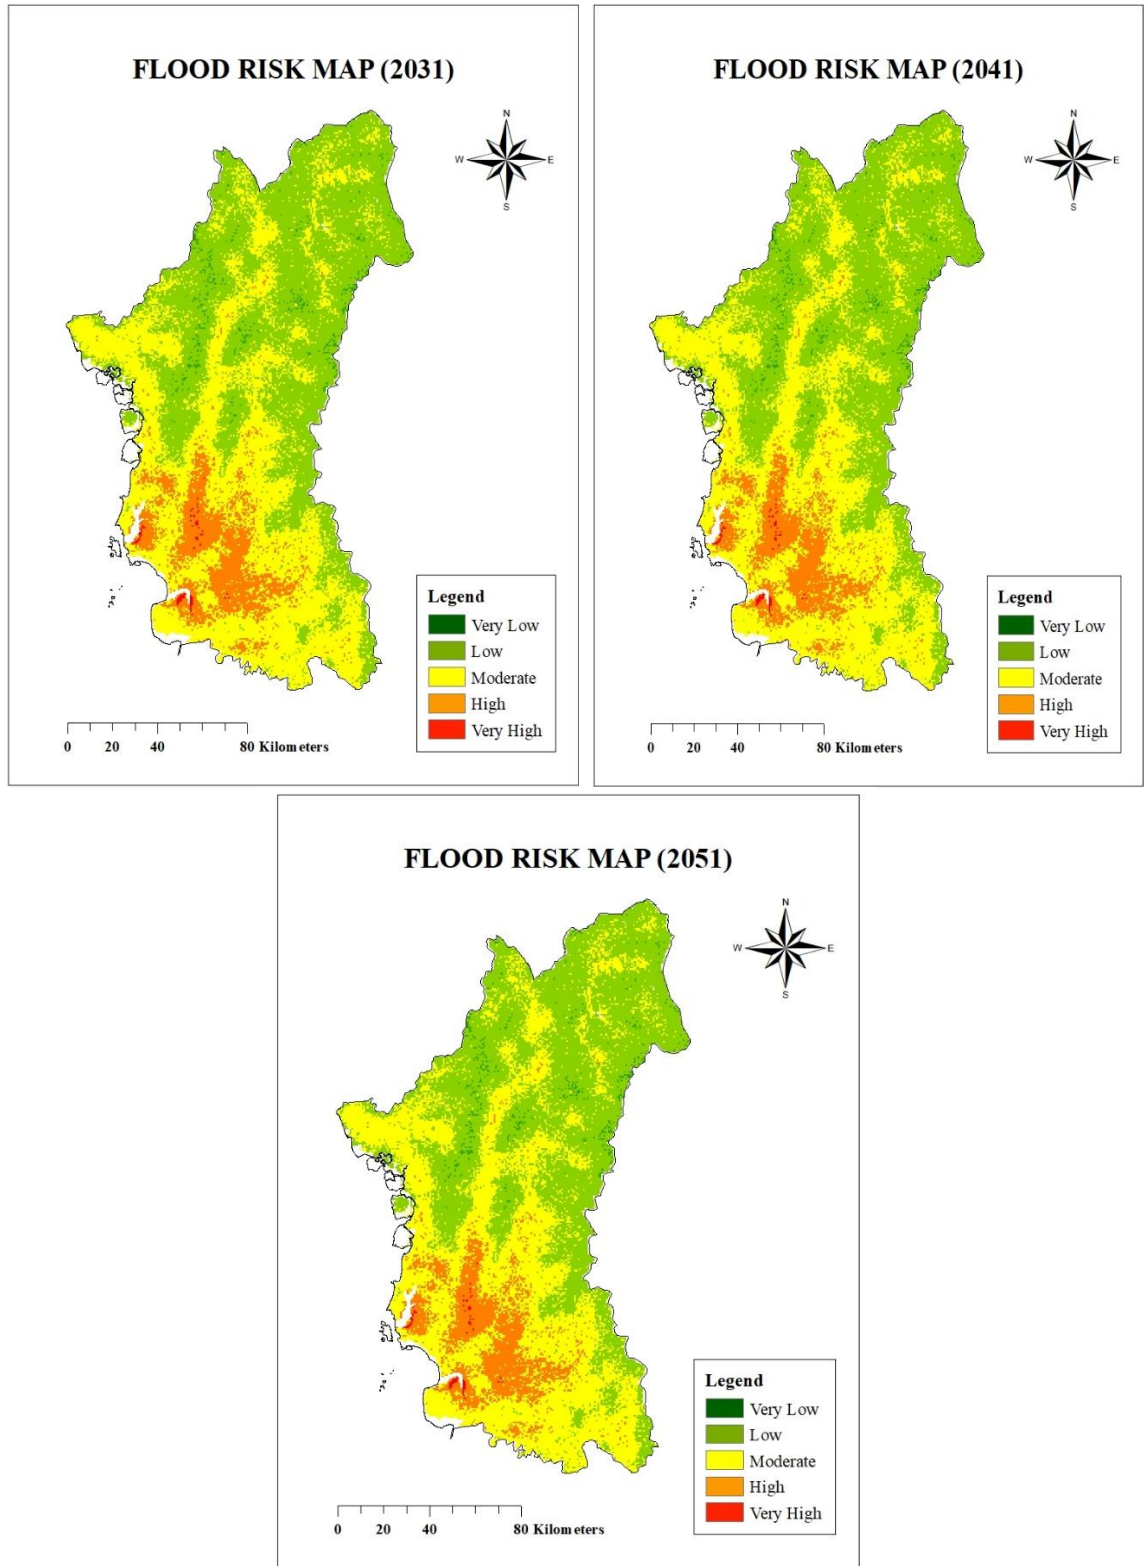 FLOOD RISK MAP (2031)
N
W E
S
Legend
Very Low
Low
Moderate
High
Very High
0 20 40 80 Kilometers
FLOOD RISK MAP (2041)
N
W E
S
Legend
Very Low
Low
Moderate
High
Very High
0 20 40 80 Kilometers
FLOOD RISK MAP (2051)
N
W E
S
Legend
Very Low
Low
Moderate
High
Very High
0 20 40 80 Kilometers